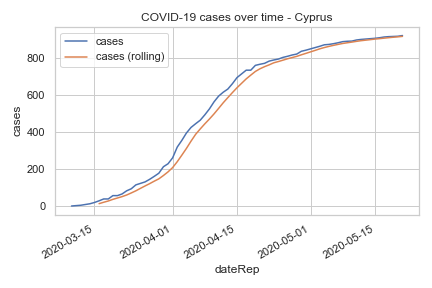 COVID-19 cases over time - Cyprus
cases
cases (rolling)
800
600
400
200
0
cases
2020-03-15
2020-04-01
2020-04-15
2020-05-01
2020-05-15
dateRep